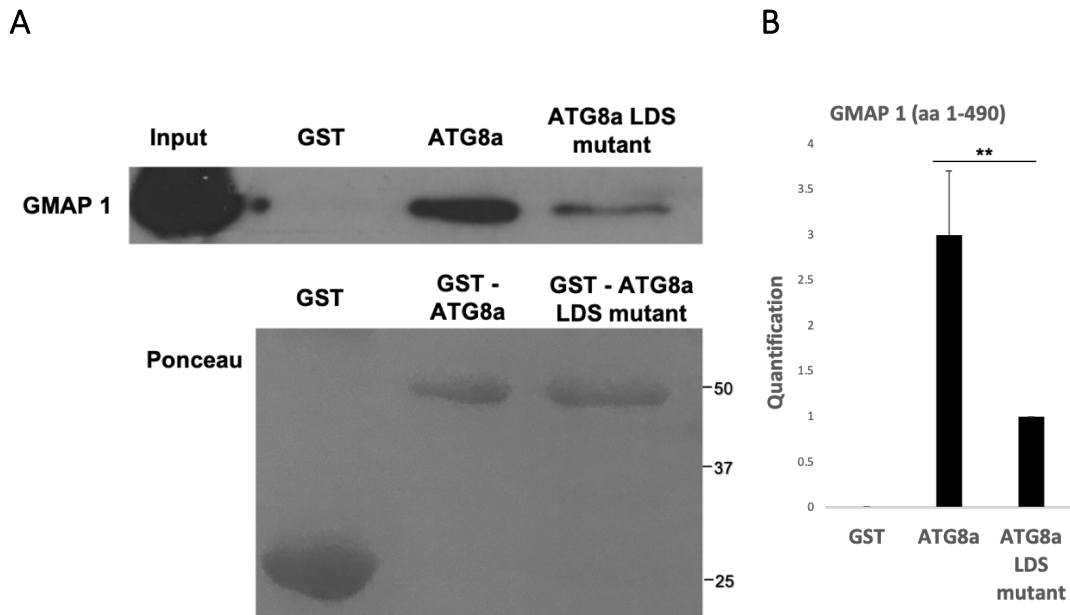 A
B
Input
GST
ATG8a
ATG8a LDS
mutant
GMAP 1
GST
GST -
ATG8a
GST - ATG8a
LDS mutant
Ponceau
50
37
25
GMAP 1 (aa 1-490)
**
4
3.5
3
2.5
2
1.5
1
0.5
0
Quantification
GST
ATG8a
ATG8a
LDS
mutant